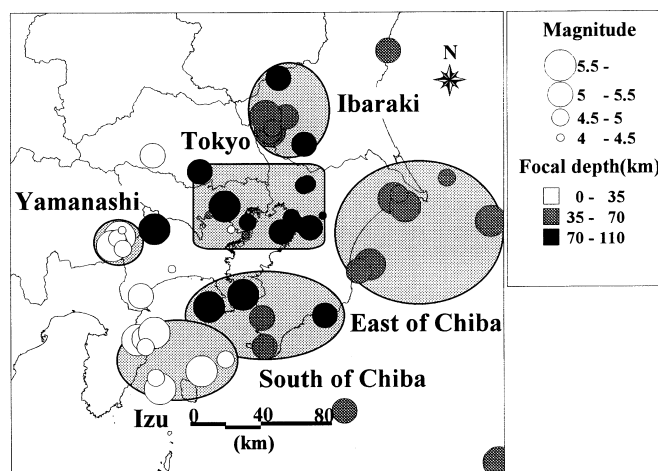 N
Ibaraki
Tokyo
Yamanashi
East of Chiba
South of Chiba
Izu
0 40 80
(km)
Magnitude
5.5 -
5 - 5.5
4.5 - 5
4 - 4.5
Focal depth(km)
0 - 35
35 - 70
70 - 110